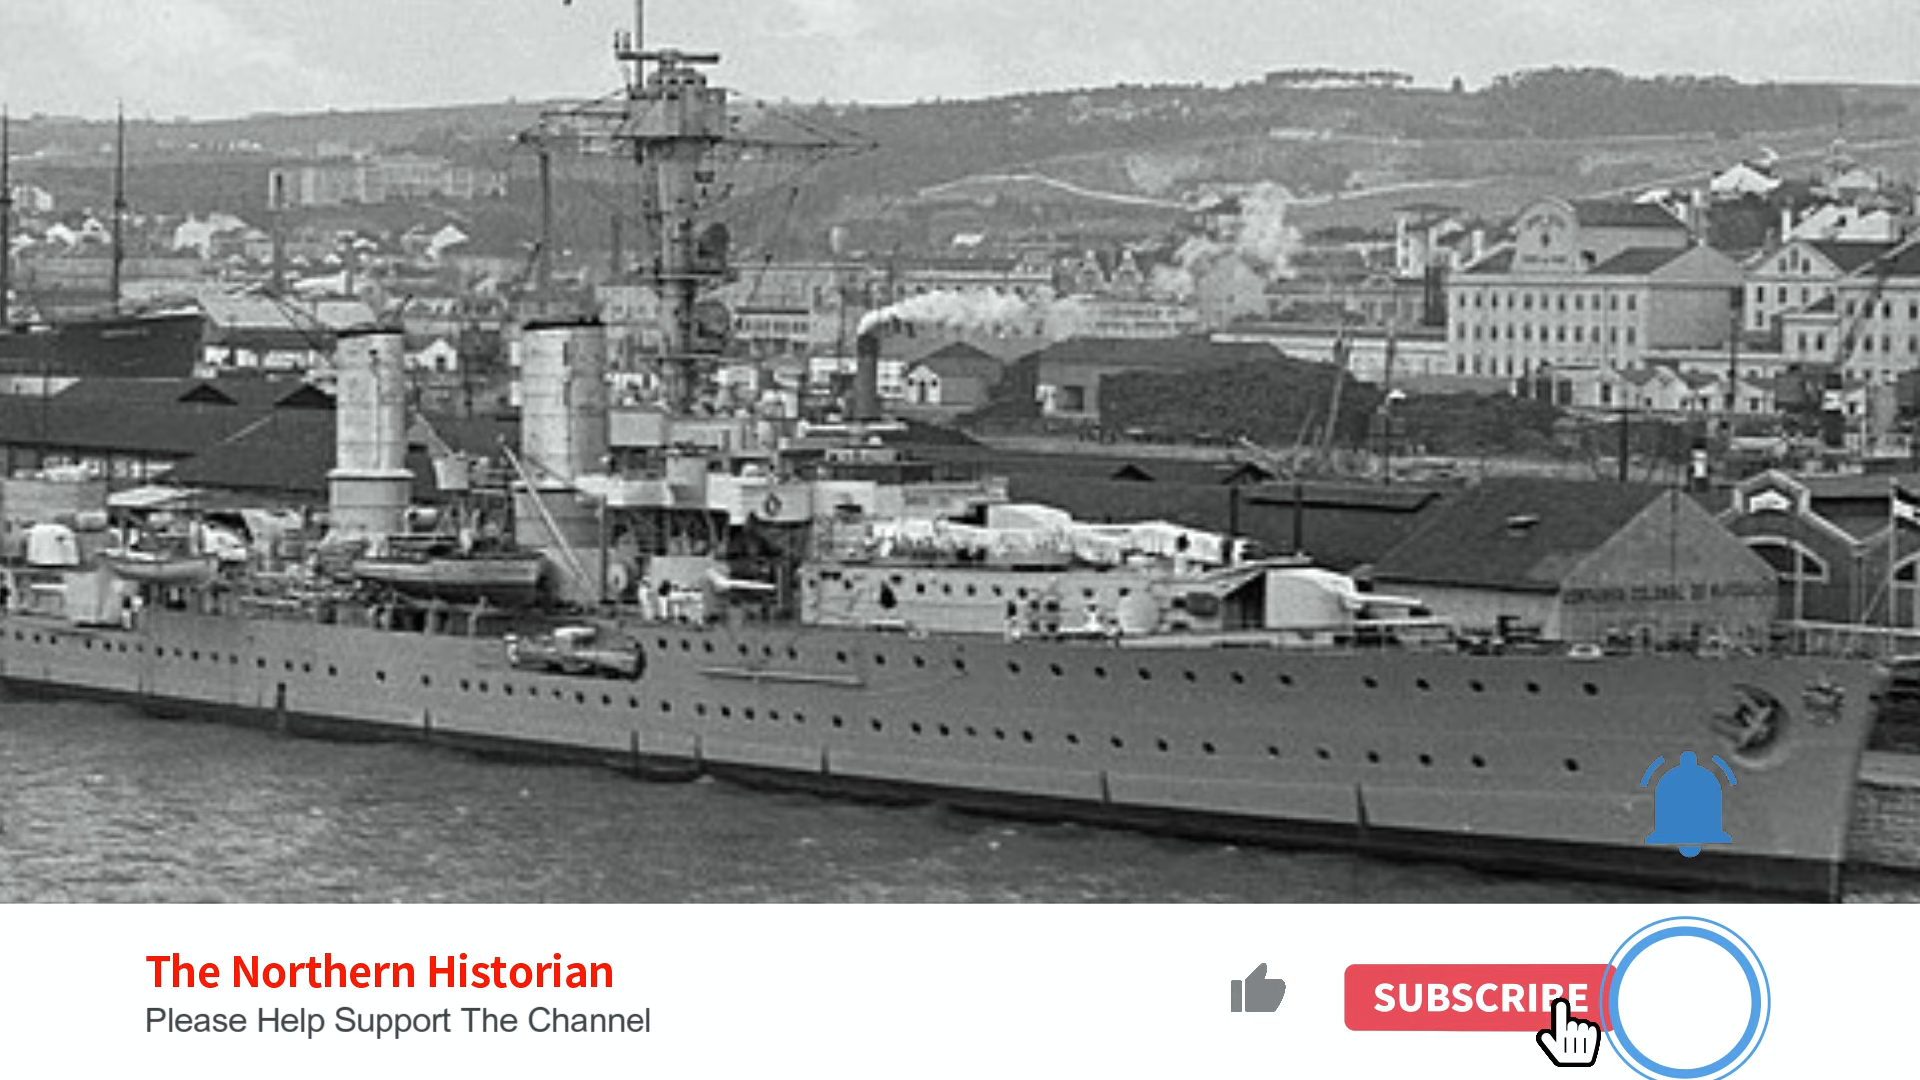 The Northern Historian
Please Help Support The Channel
SUBSCRIBE